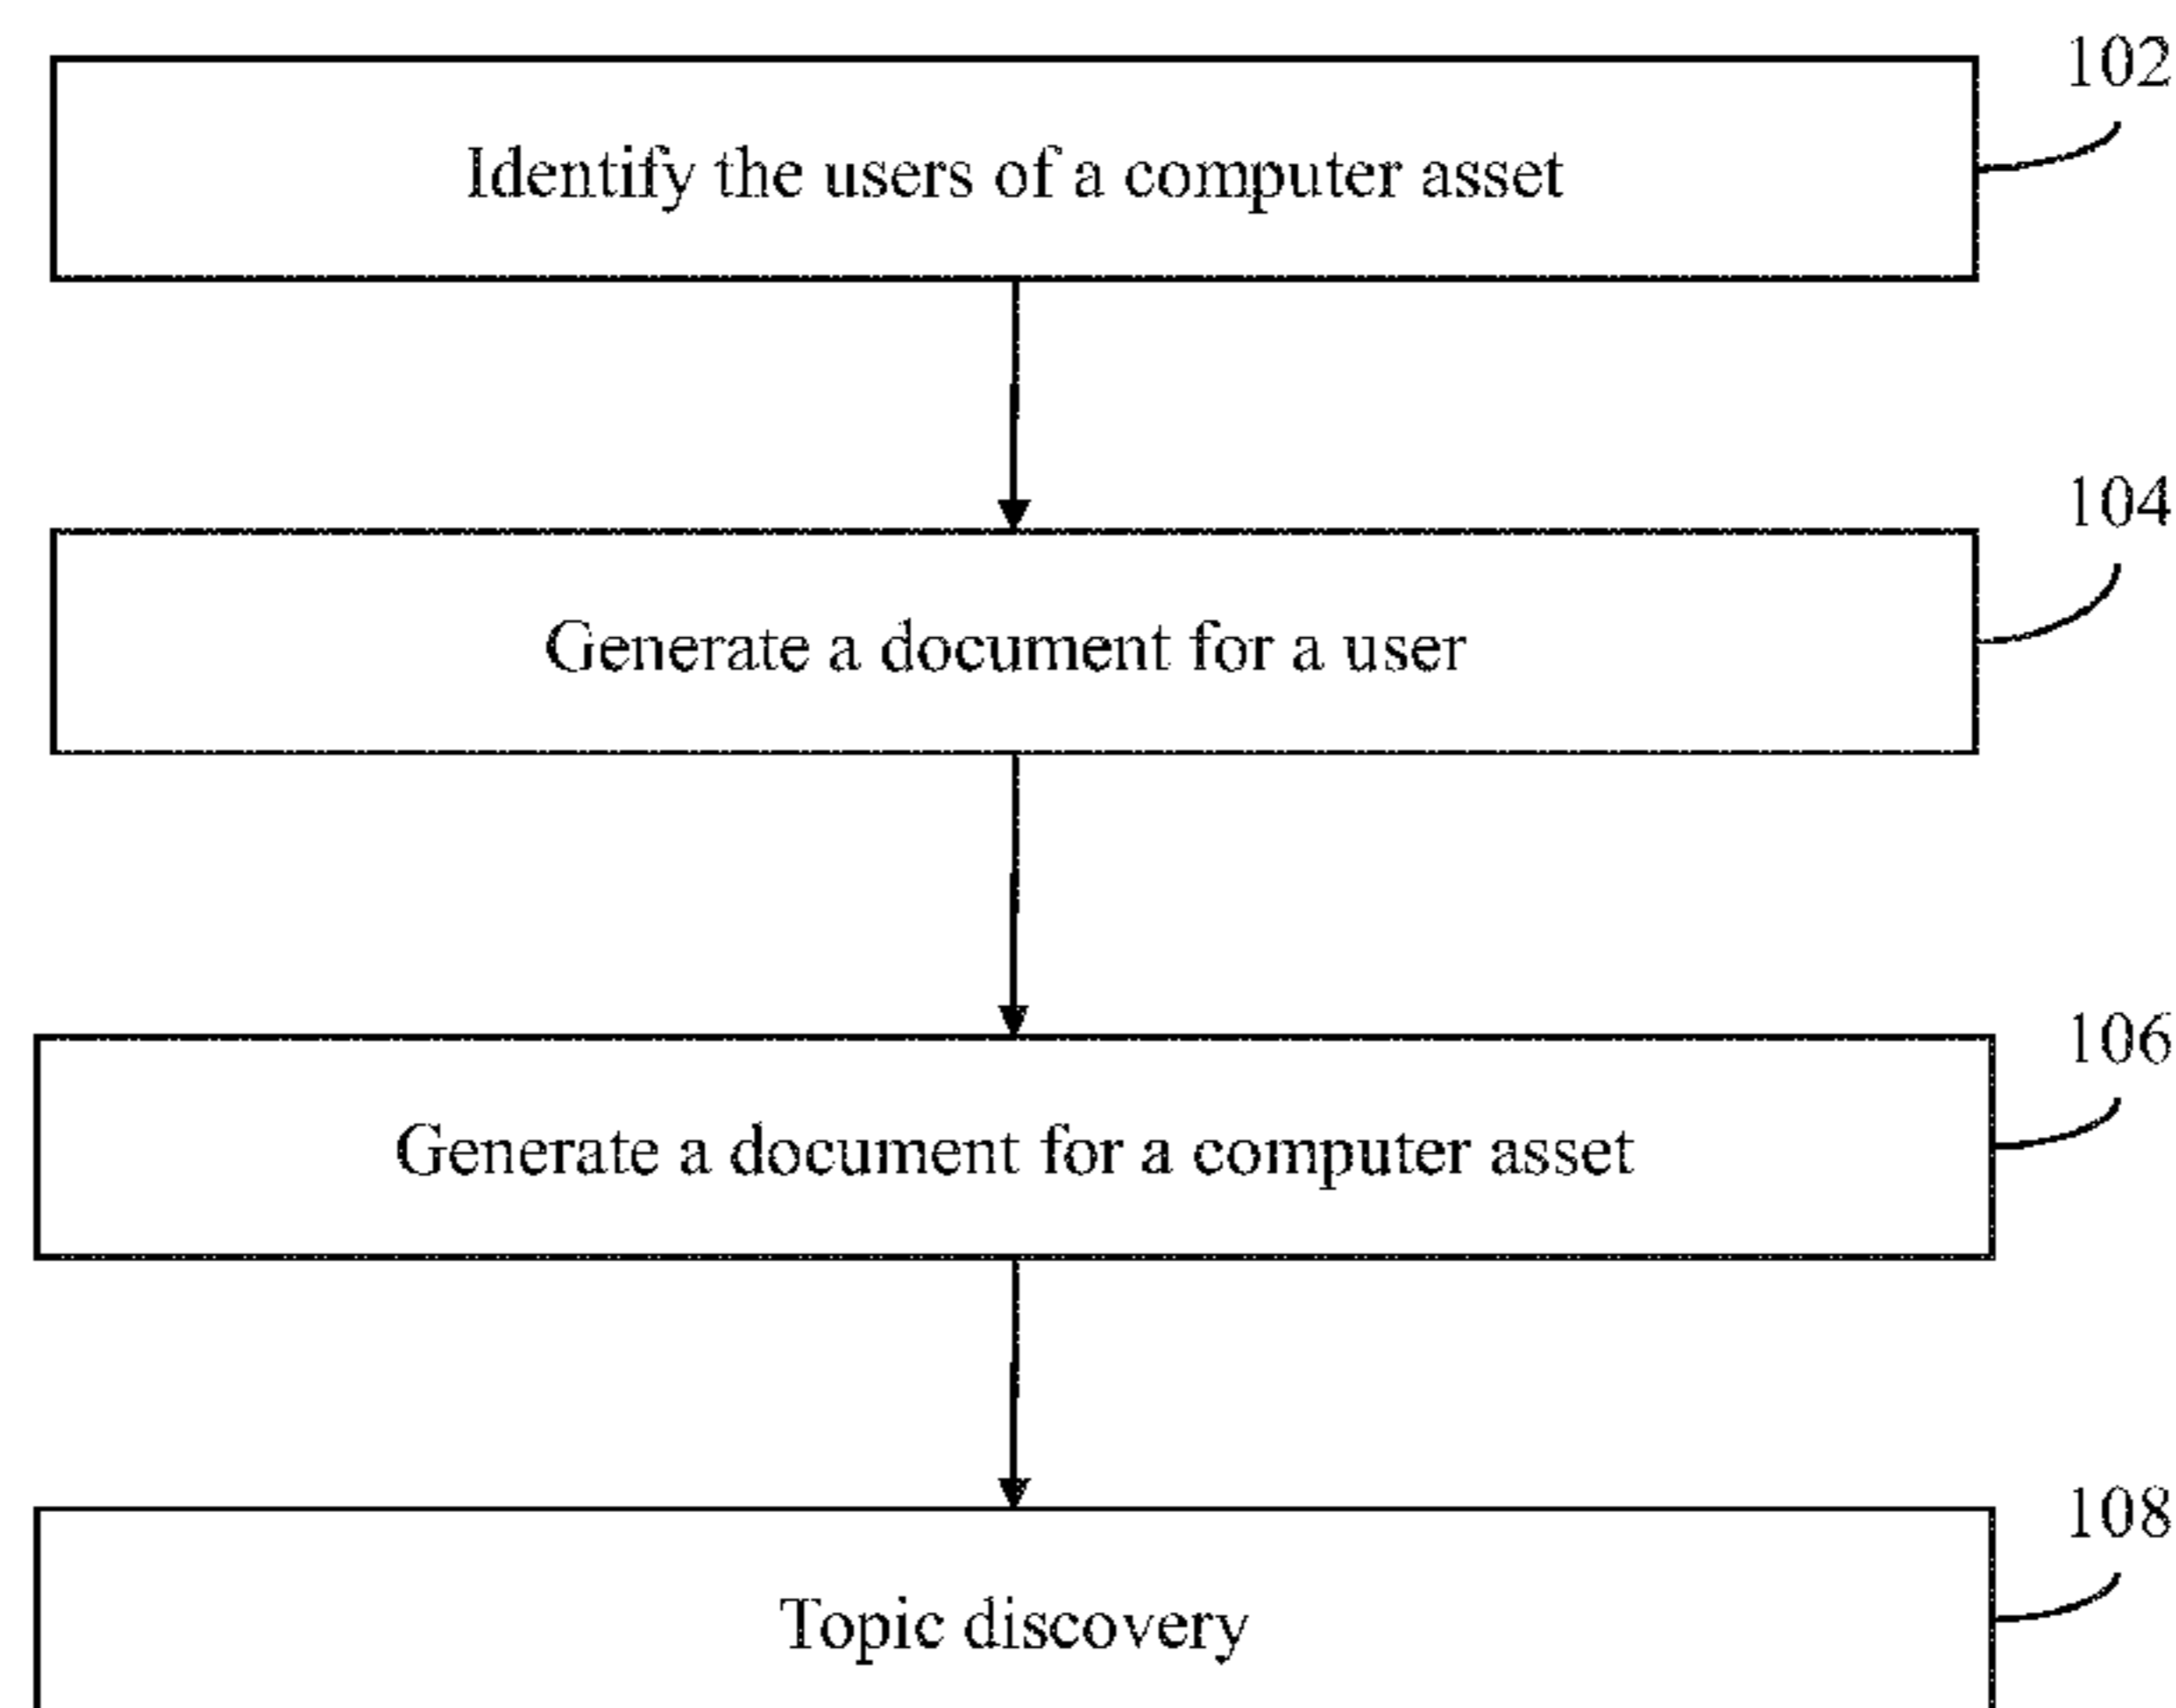 102
Identify the users of a computer asset
104
Generate a document for a user
106
Generate a document for a computer asset
108
Topic discovery